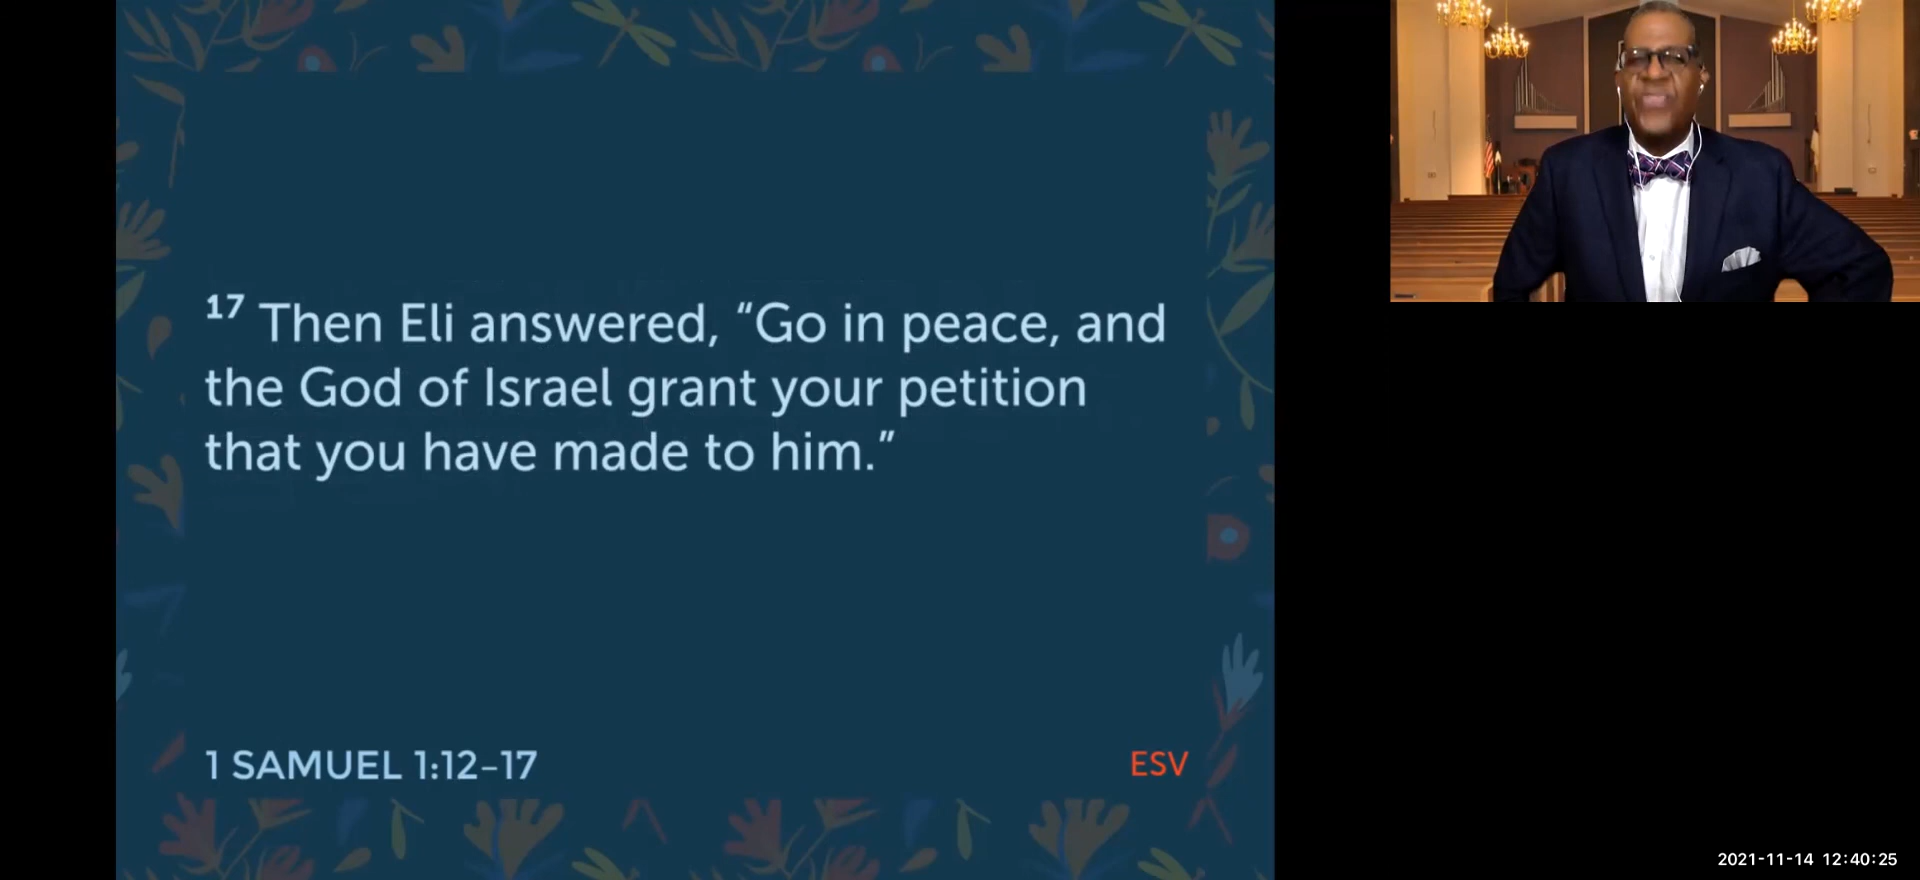 17 Then Eli answered, “Go in peace, and
the God of Israel grant your petition
that you have made to him.”
1 SAMUEL 1:12–17
ESV
2021-11-14 12:40:25